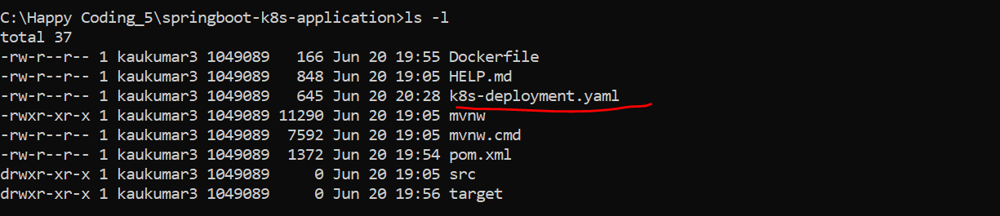 C:\Happy Coding_5\springboot-k8s-application>ls -l
total 37
-rw-r--r-- 1 kaukumar3 1049089   166 Jun 20 19:55 Dockerfile
-rw-r--r-- 1 kaukumar3 1049089   848 Jun 20 19:05 HELP.md
-rw-r--r-- 1 kaukumar3 1049089   645 Jun 20 20:28 k8s-deployment.yaml
-rwxr-xr-x 1 kaukumar3 1049089 11290 Jun 20 19:05 mvnw
-rw-r--r-- 1 kaukumar3 1049089  7592 Jun 20 19:05 mvnw.cmd
-rw-r--r-- 1 kaukumar3 1049089  1372 Jun 20 19:54 pom.xml
drwxr-xr-x 1 kaukumar3 1049089     0 Jun 20 19:05 src
drwxr-xr-x 1 kaukumar3 1049089     0 Jun 20 19:56 target